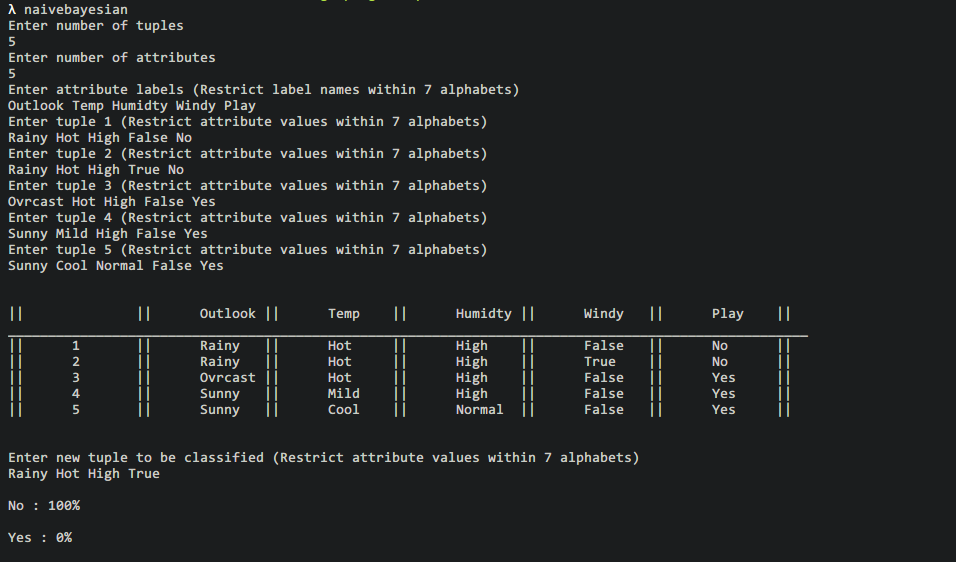 λ naivebayesian
Enter number of tuples
5
Enter number of attributes
5
Enter attribute labels (Restrict label names within 7 alphabets)
Outlook Temp Humidty Windy Play
Enter tuple 1 (Restrict attribute values within 7 alphabets)
Rainy Hot High False No
Enter tuple 2 (Restrict attribute values within 7 alphabets)
Rainy Hot High True No
Enter tuple 3 (Restrict attribute values within 7 alphabets)
Ovrcast Hot High False Yes
Enter tuple 4 (Restrict attribute values within 7 alphabets)
Sunny Mild High False Yes
Enter tuple 5 (Restrict attribute values within 7 alphabets)
Sunny Cool Normal False Yes
|| || Outlook || Temp || Humidty || Windy || Play ||
|| 1 || Rainy || Hot || High || False || No ||
|| 2 || Rainy || Hot || High || True || No ||
|| 3 || Ovrcast || Hot || High || False || Yes ||
|| 4 || Sunny || Mild || High || False || Yes ||
|| 5 || Sunny || Cool || Normal || False || Yes ||
Enter new tuple to be classified (Restrict attribute values within 7 alphabets)
Rainy Hot High True
No : 100%
Yes : 0%